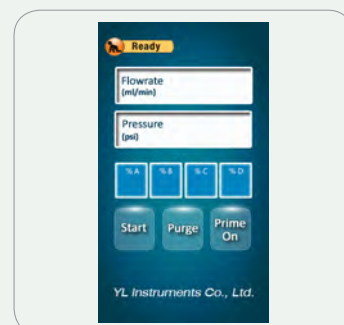 Ready
Flowrate
(ml/min)
Pressure
(psi)
%A %B %C %D
Start Purge Prime On
YL Instruments Co., Ltd.